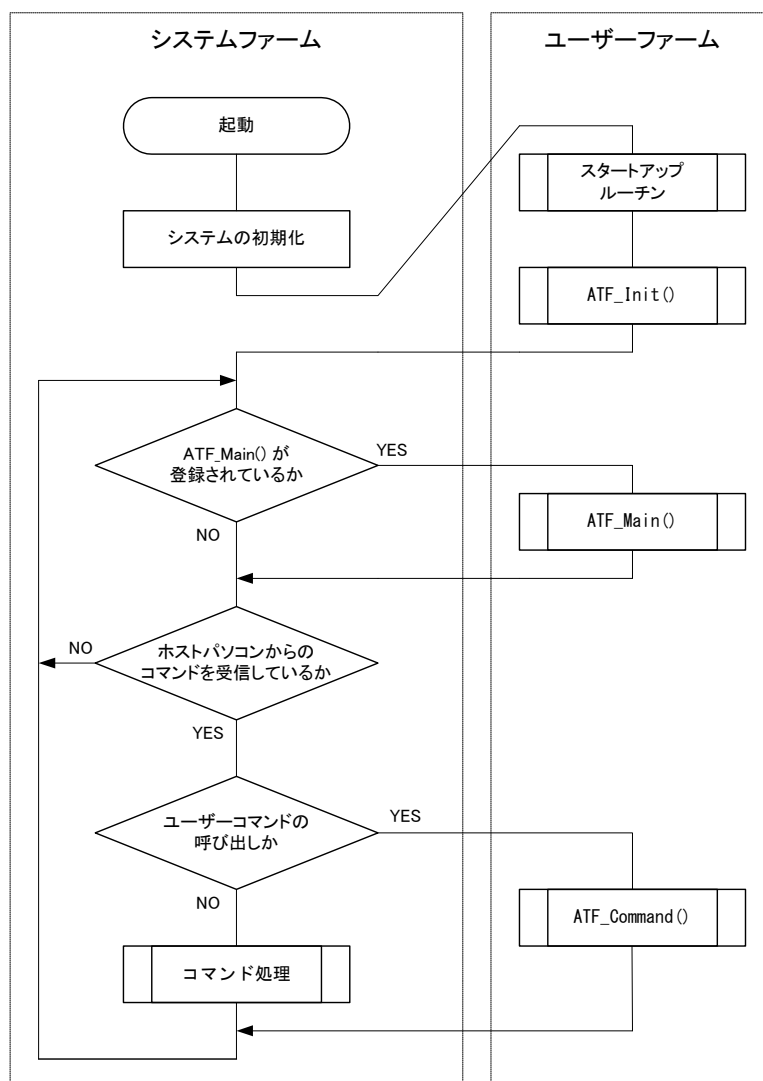 システムファーム
ユーザーファーム
起動
スタートアップ
ルーチン
システムの初期化
ATF_Init()
ATF_Main() が
登録されているか
YES
ATF_Main()
NO
NO
ホストパソコンからの
コマンドを受信しているか
YES
ユーザーコマンドの
呼び出しか
YES
NO
ATF_Command()
コマンド処理